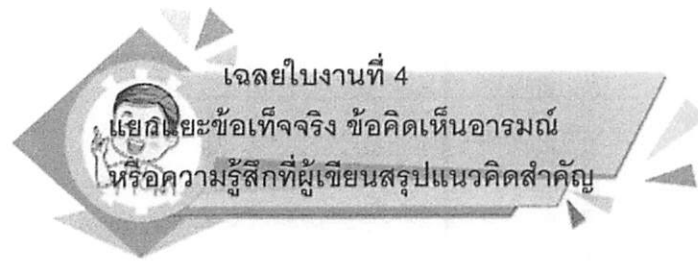 เฉลยใบงานที่ 4
แยกแยะข้อเท็จจริง ข้อคิดเห็นอารมณ์
หรือความรู้สึกที่ผู้เขียนสรุปแนวคิดสำคัญ